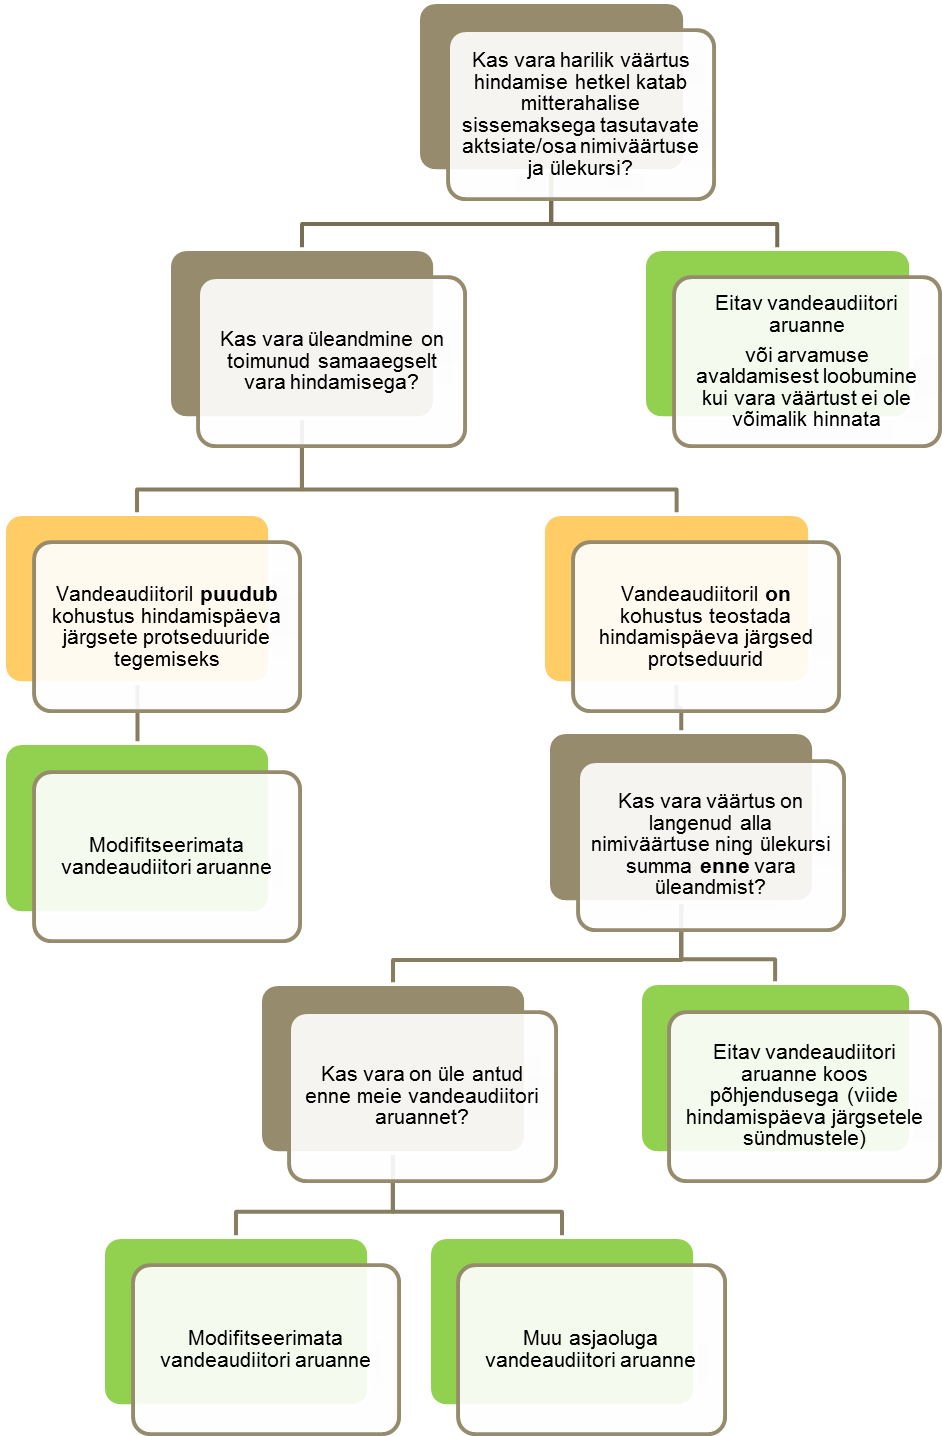 Kas vara harilik väärtus
hindamise hetkel katab
mitterahalise
sissemaksega tasutavate
aktsiate/osa nimiväärtuse
ja ülekursi?
Kas vara üleandmine on
toimunud samaaegselt
vara hindamisega?
Eitav vandeaudiitori
aruanne
või arvamuse
avaldamisest loobumine
kui vara väärtust ei ole
võimalik hinnata
Vandeaudiitoril puudub
kohustus hindamispäeva
järgsete protseduuride
tegemiseks
Vandeaudiitoril on
kohustus teostada
hindamispäeva järgsed
protseduurid
Modifitseerimata
vandeaudiitori aruanne
Kas vara väärtus on
langenud alla
nimiväärtuse ning ülekursi
summa enne vara
üleandmist?
Kas vara on üle antud
enne meie vandeaudiitori
aruannet?
Eitav vandeaudiitori
aruanne koos
põhjendusega (viide
hindamispäeva järgsetele
sündmustele)
Modifitseerimata
vandeaudiitori aruanne
Muu asjaoluga
vandeaudiitori aruanne